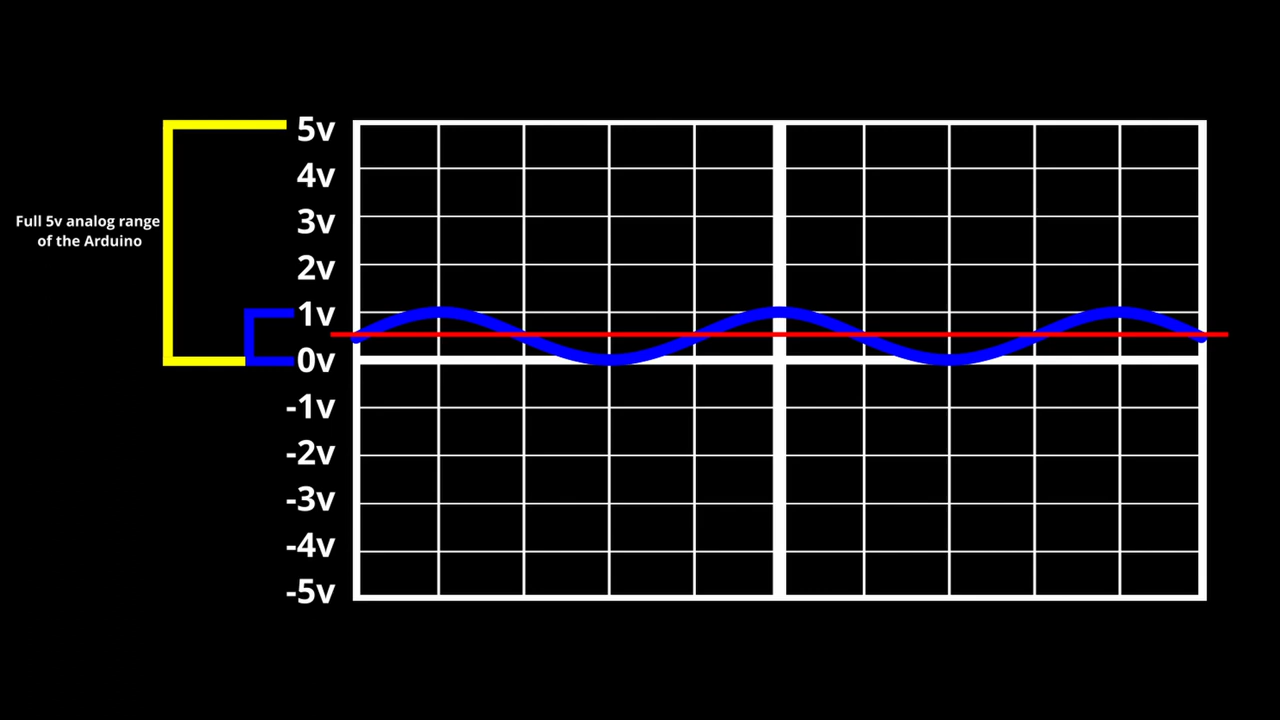 5v
4v
3v
Full 5v analog range
of the Arduino
2v
1v
0v
-1v
-2v
-3v
-4v
-5v